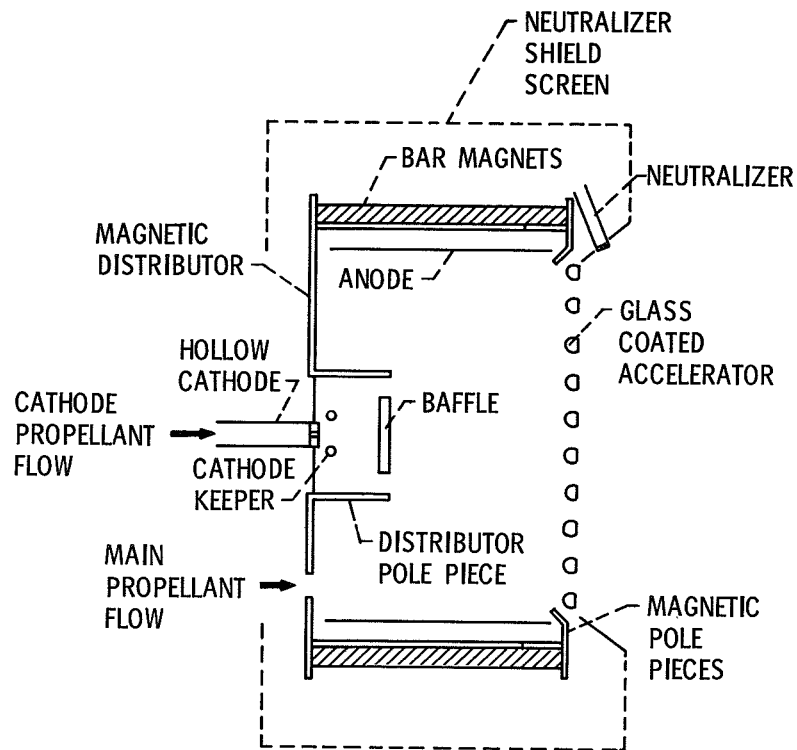 NEUTRALIZER
SHIELD
SCREEN
BAR MAGNETS
NEUTRALIZER
MAGNETIC
DISTRIBUTOR
ANODE
GLASS
COATED
ACCELERATOR
HOLLOW
CATHODE
CATHODE
PROPELLANT
FLOW
BAFFLE
CATHODE
KEEPER
DISTRIBUTOR
POLE PIECE
MAIN
PROPELLANT
FLOW
MAGNETIC
POLE
PIECES